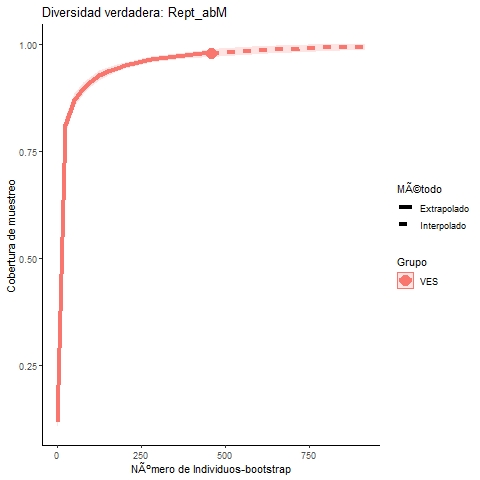 Diversidad verdadera: Rept_abM
1.00
0.75
0.50
0.25
Cobertura de muestreo
0
250
500
750
NÃºmero de Individuos-bootstrap
MÃ©todo
Extrapolado
Interpolado
Grupo
VES